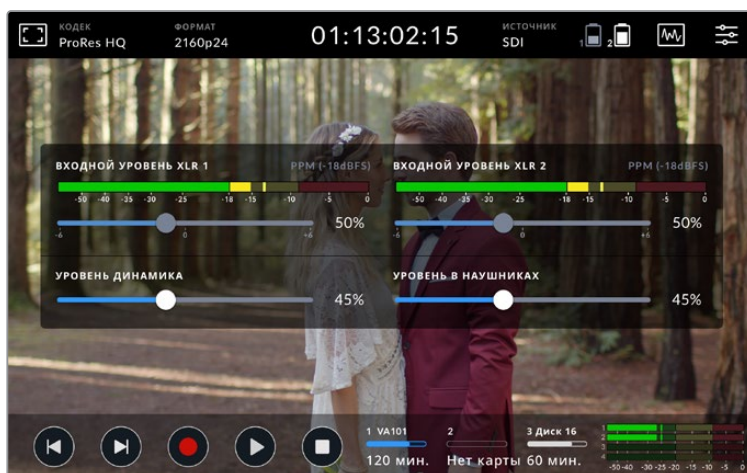 КОДЕК ФОРМАТ ИСТОЧНИК
ProRes HQ 2160p24 01:13:02:15 SDI 1 2
ВХОДНОЙ УРОВЕНЬ XLR 1 PPM (-18dBFS)
-50 -40 -35 -30 -25 -18 -15 -10 -5 0
50%
-6 0 +6
ВХОДНОЙ УРОВЕНЬ XLR 2 PPM (-18dBFS)
-50 -40 -35 -30 -25 -18 -15 -10 -5 0
50%
-6 0 +6
УРОВЕНЬ ДИНАМИКА
45%
УРОВЕНЬ В НАУШНИКАХ
45%
1 VA101 2 3 Диск 16
120 мин. Нет карты 60 мин.
-50 -40 -30 -25 -20 -15 -10 -5